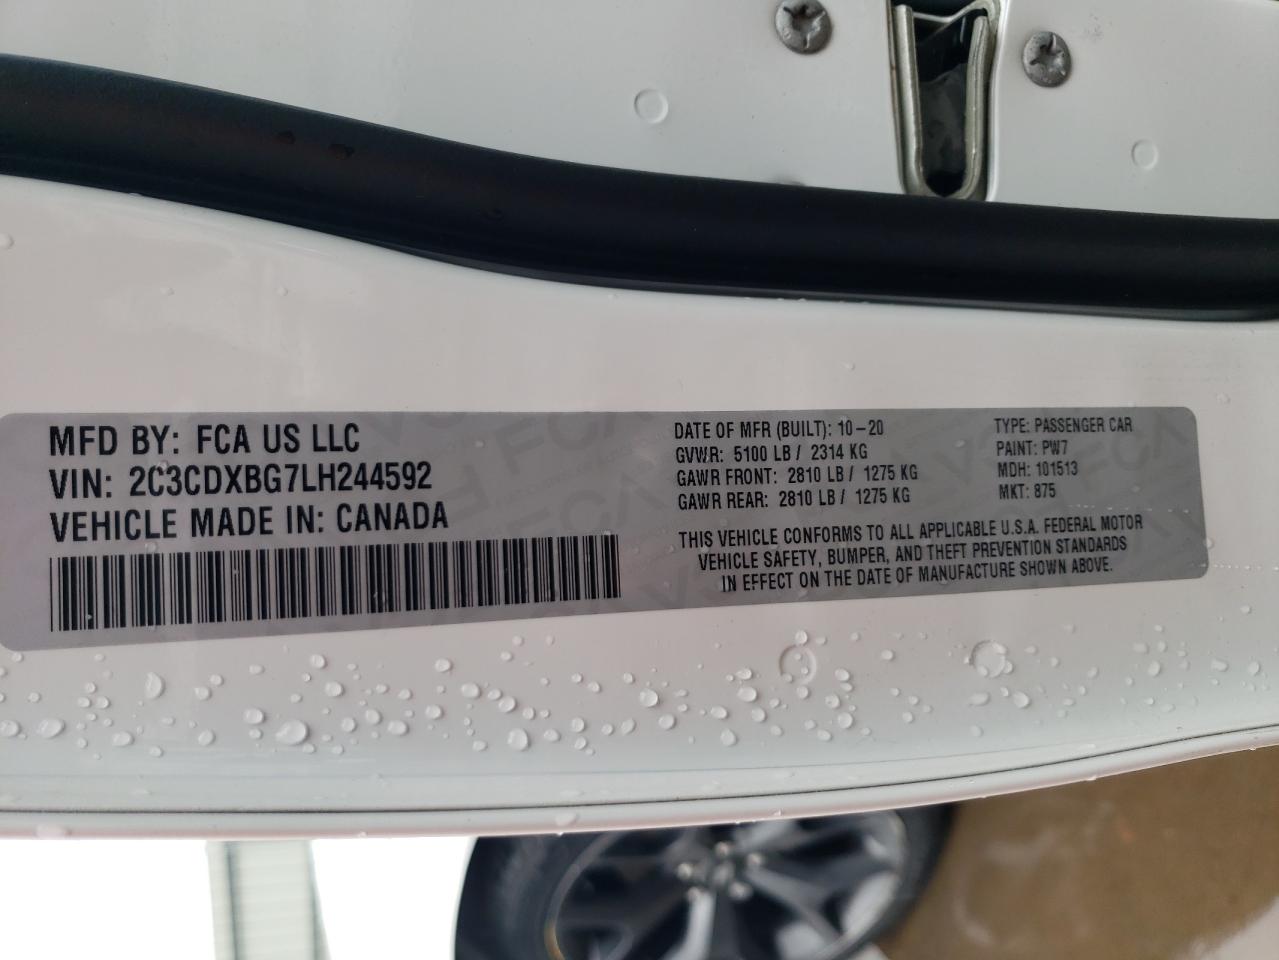 MFD BY: FCA US LLC
VIN: 2C3CDXBG7LH244592
VEHICLE MADE IN: CANADA
DATE OF MFR (BUILT): 10-20
GVWR: 5100 LB / 2314 KG
GAWR FRONT: 2810 LB / 1275 KG
GAWR REAR: 2810 LB / 1275 KG
TYPE: PASSENGER CAR
PAINT: PW7
MDH: 101513
MKT: 875
THIS VEHICLE CONFORMS TO ALL APPLICABLE U.S.A. FEDERAL MOTOR
VEHICLE SAFETY, BUMPER, AND THEFT PREVENTION STANDARDS
IN EFFECT ON THE DATE OF MANUFACTURE SHOWN ABOVE.